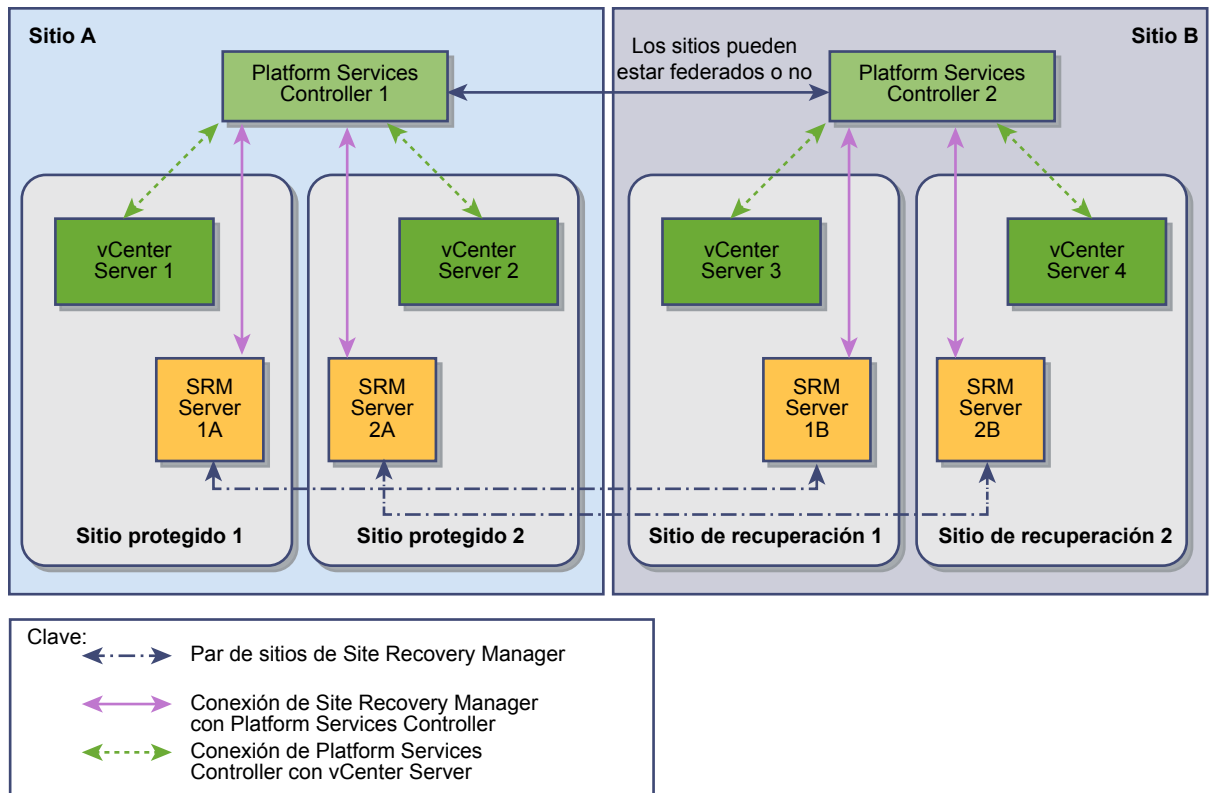 Sitio A
Sitio B
Los sitios pueden
estar federados o no
Platform Services
Controller 1
Platform Services
Controller 2
vCenter
Server 1
vCenter
Server 2
vCenter
Server 3
vCenter
Server 4
SRM
Server
1A
SRM
Server
2A
SRM
Server
1B
SRM
Server
2B
Sitio protegido 1
Sitio protegido 2
Sitio de recuperación 1
Sitio de recuperación 2
Clave:
Par de sitios de Site Recovery Manager
Conexión de Site Recovery Manager
con Platform Services Controller
Conexión de Platform Services
Controller con vCenter Server